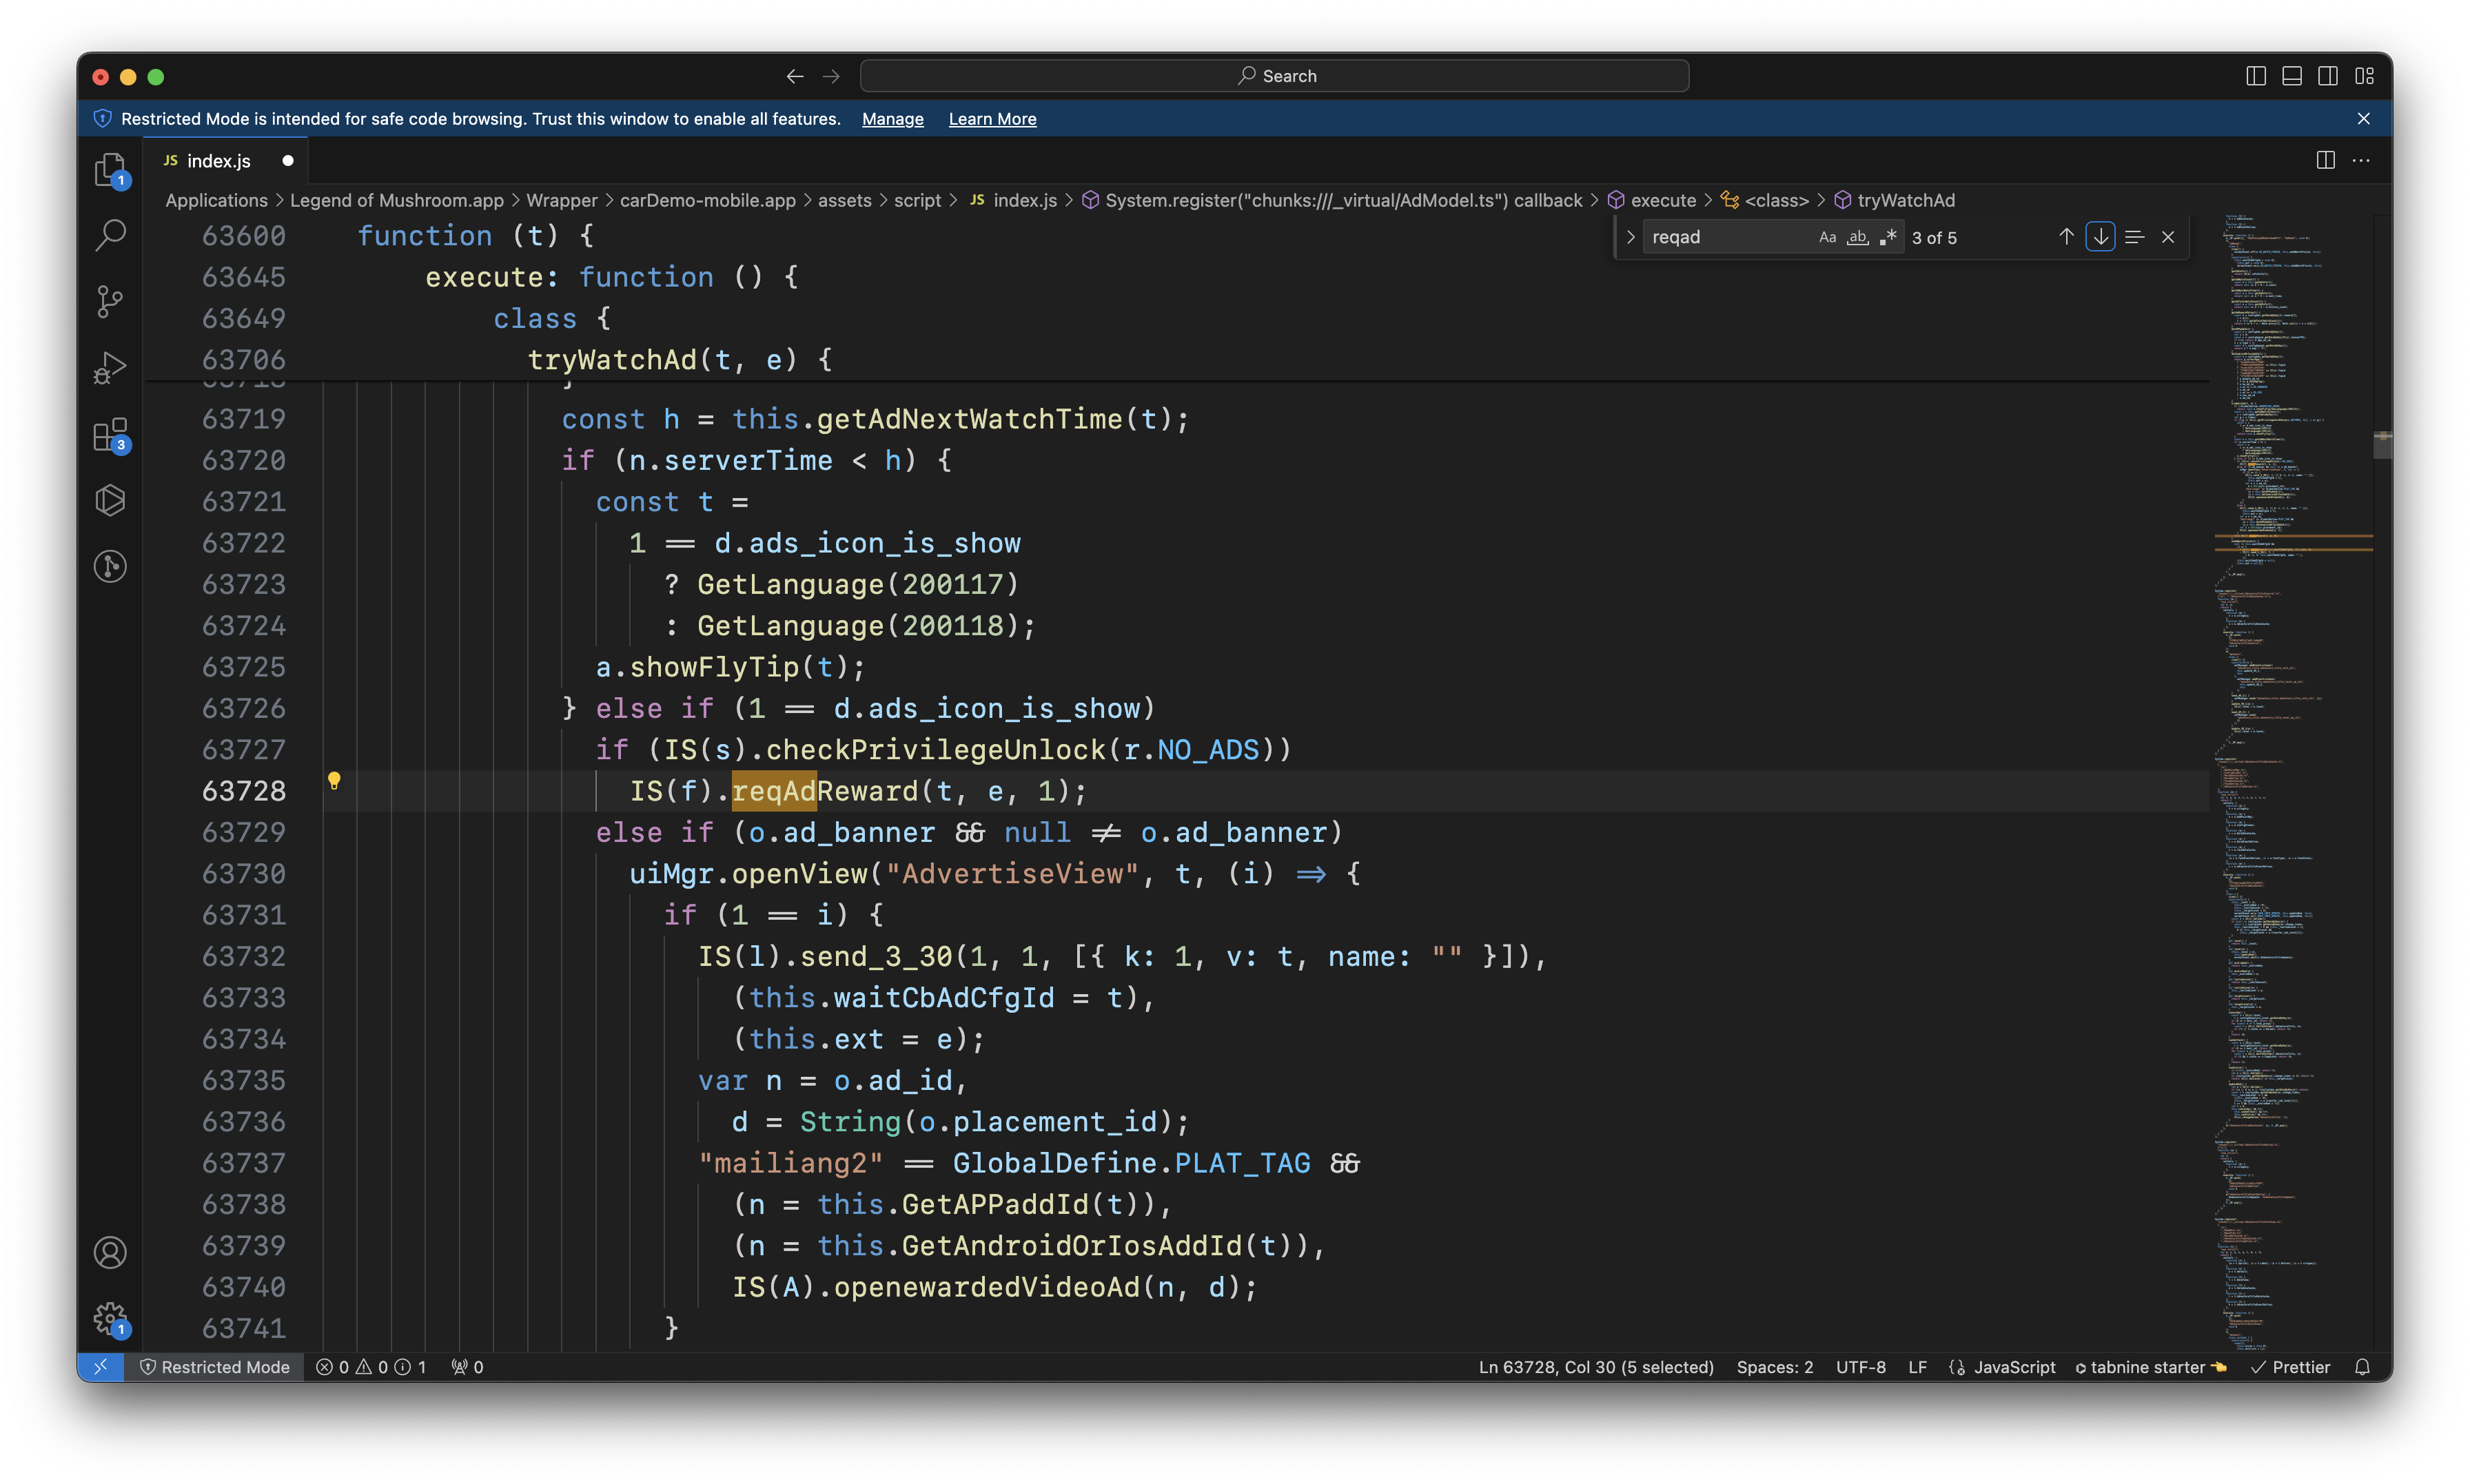 Search
Restricted Mode is intended for safe code browsing. Trust this window to enable all features. Manage Learn More
JS index.js
Applications > Legend of Mushroom.app > Wrapper > carDemo-mobile.app > assets > script > JS index.js > System.register("chunks:///_virtual/AdModel.ts") callback > execute > <class> > tryWatchAd
reqad Aa ab .* 3 of 5
63600 function (t) {
63645 execute: function () {
63649 class {
63706 tryWatchAd(t, e) {
63718 }
63719 const h = this.getAdNextWatchTime(t);
63720 if (n.serverTime < h) {
63721 const t =
63722 1 == d.ads_icon_is_show
63723 ? GetLanguage(200117)
63724 : GetLanguage(200118);
63725 a.showFlyTip(t);
63726 } else if (1 == d.ads_icon_is_show)
63727 if (IS(s).checkPrivilegeUnlock(r.NO_ADS))
63728 IS(f).reqAdReward(t, e, 1);
63729 else if (o.ad_banner && null != o.ad_banner)
63730 uiMgr.openView("AdvertiseView", t, (i) => {
63731 if (1 == i) {
63732 IS(l).send_3_30(1, 1, [{ k: 1, v: t, name: "" }]),
63733 (this.waitCbAdCfgId = t),
63734 (this.ext = e);
63735 var n = o.ad_id,
63736 d = String(o.placement_id);
63737 "mailiang2" == GlobalDefine.PLAT_TAG &&
63738 (n = this.GetAPPaddId(t)),
63739 (n = this.GetAndroidOrIosAddId(t)),
63740 IS(A).openewardedVideoAd(n, d);
63741 }
1
3
1
Restricted Mode 0 0 1 0 Ln 63728, Col 30 (5 selected) Spaces: 2 UTF-8 LF JavaScript tabnine starter 👈 Prettier